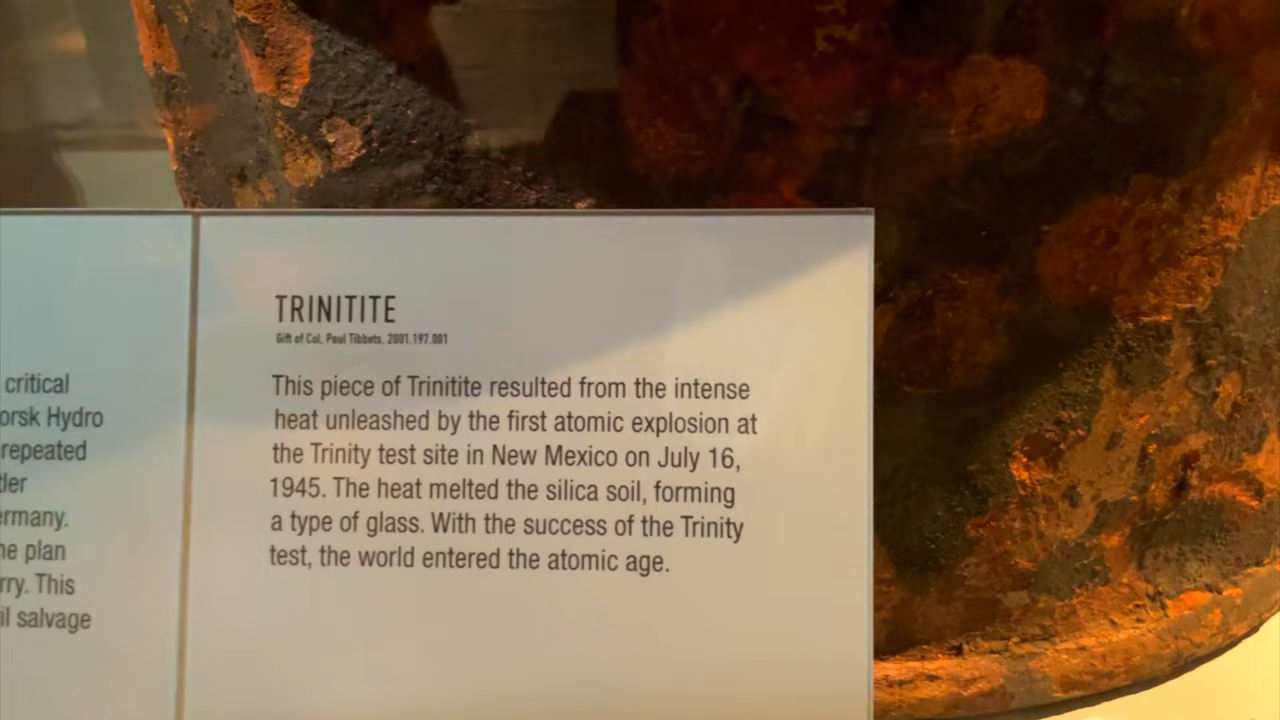 critical
orsk Hydro
repeated
tler
ermany.
ne plan
rry. This
il salvage
TRINITITE
Gift of Col. Paul Tibbets, 2001.197.001
This piece of Trinitite resulted from the intense
heat unleashed by the first atomic explosion at
the Trinity test site in New Mexico on July 16,
1945. The heat melted the silica soil, forming
a type of glass. With the success of the Trinity
test, the world entered the atomic age.